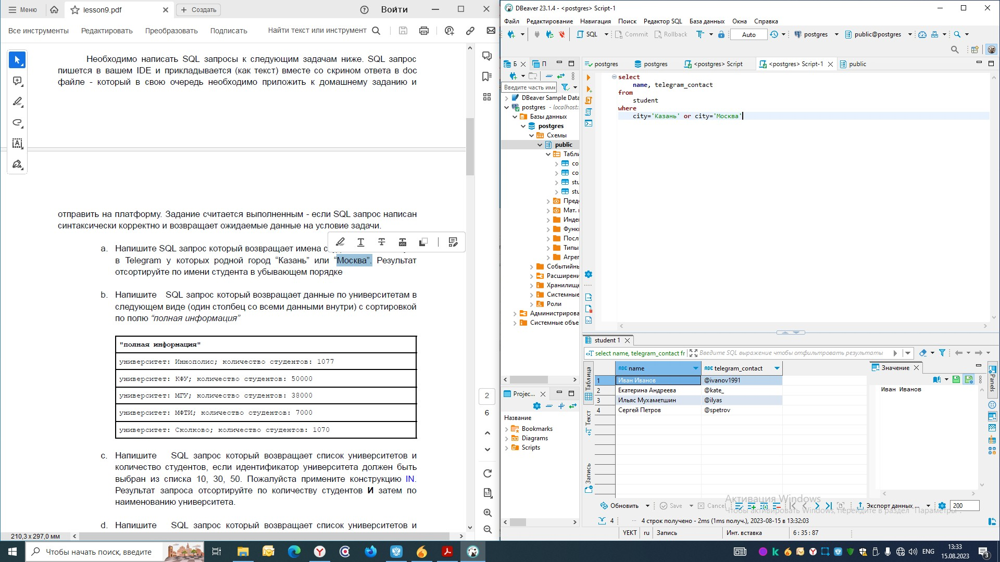 Меню
lesson9.pdf
Создать
Войти
Все инструменты
Редактировать
Преобразовать
Подписать
Найти текст или инструмент
Необходимо написать SQL запросы к следующим задачам ниже. SQL запрос
пишется в вашем IDE и прикладывается (как текст) вместе со скрином ответа в doc
файле - который в свою очередь необходимо приложить к домашнему заданию и
отправить на платформу. Задание считается выполненным - если SQL запрос написан
синтаксически корректно и возвращает ожидаемые данные на условие задачи.
a. Напишите SQL запрос который возвращает имена
в Telegram у которых родной город “Казань” или “Москва”. Результат
отсортируйте по имени студента в убывающем порядке
b. Напишите SQL запрос который возвращает данные по университетам в
следующем виде (один столбец со всеми данными внутри) с сортировкой
по полю “полная информация”
"полная информация"
университет: Иннополис; количество студентов: 1077
университет: КФУ; количество студентов: 50000
университет: МГУ; количество студентов: 38000
университет: МФТИ; количество студентов: 7000
университет: Сколково; количество студентов: 1070
c. Напишите SQL запрос который возвращает список университетов и
количество студентов, если идентификатор университета должен быть
выбран из списка 10, 30, 50. Пожалуйста примените конструкцию IN.
Результат запроса отсортируйте по количеству студентов И затем по
наименованию университета.
d. Напишите SQL запрос который возвращает список университетов и
2
6
210,3 x 297,0 мм
DBeaver 23.1.4 - <postgres> Script-1
Файл Редактирование Навигация Поиск Редактор SQL База данных Окна Справка
SQL
Commit
Rollback
Auto
postgres
public@postgres
Б
П
Введите часть име
DBeaver Sample Data
postgres - localhost:
Базы данных
postgres
Схемы
public
Табли
co
co
stu
stu
Пред
Мат.
Инде
Функ
Посл
Типы
Агрег
Событийнь
Расширени
Хранилище
Системные
Роли
Администрирова
Системные объе
Projec...
Название
Bookmarks
Diagrams
Scripts
postgres
postgres
<postgres> Script
<postgres> Script-1
public
select
name, telegram_contact
from
student
where
city='Казань' or city='Москва'
student 1
select name, telegram_contact fr
Введите SQL выражение чтобы отфильтровать результаты
Таблица
Текст
Запись
name
telegram_contact
1 Иван Иванов @ivanov1991
2 Екатерина Андреева @kate_
3 Ильяс Мухаметшин @ilyas
4 Сергей Петров @spetrov
Значение
Иван Иванов
Panels
Активация Windows
Чтобы активировать Windows, перейдите в раздел "Параметры".
Обновить
Save
Cancel
Экспорт данных ...
200
4
4 строк получено - 2ms (1ms получ.), 2023-08-15 в 13:32:03
YEKT
ru
Запись
Инт. вставка
6 : 35 : 87
Чтобы начать поиск, введите
ENG
13:33
15.08.2023
3